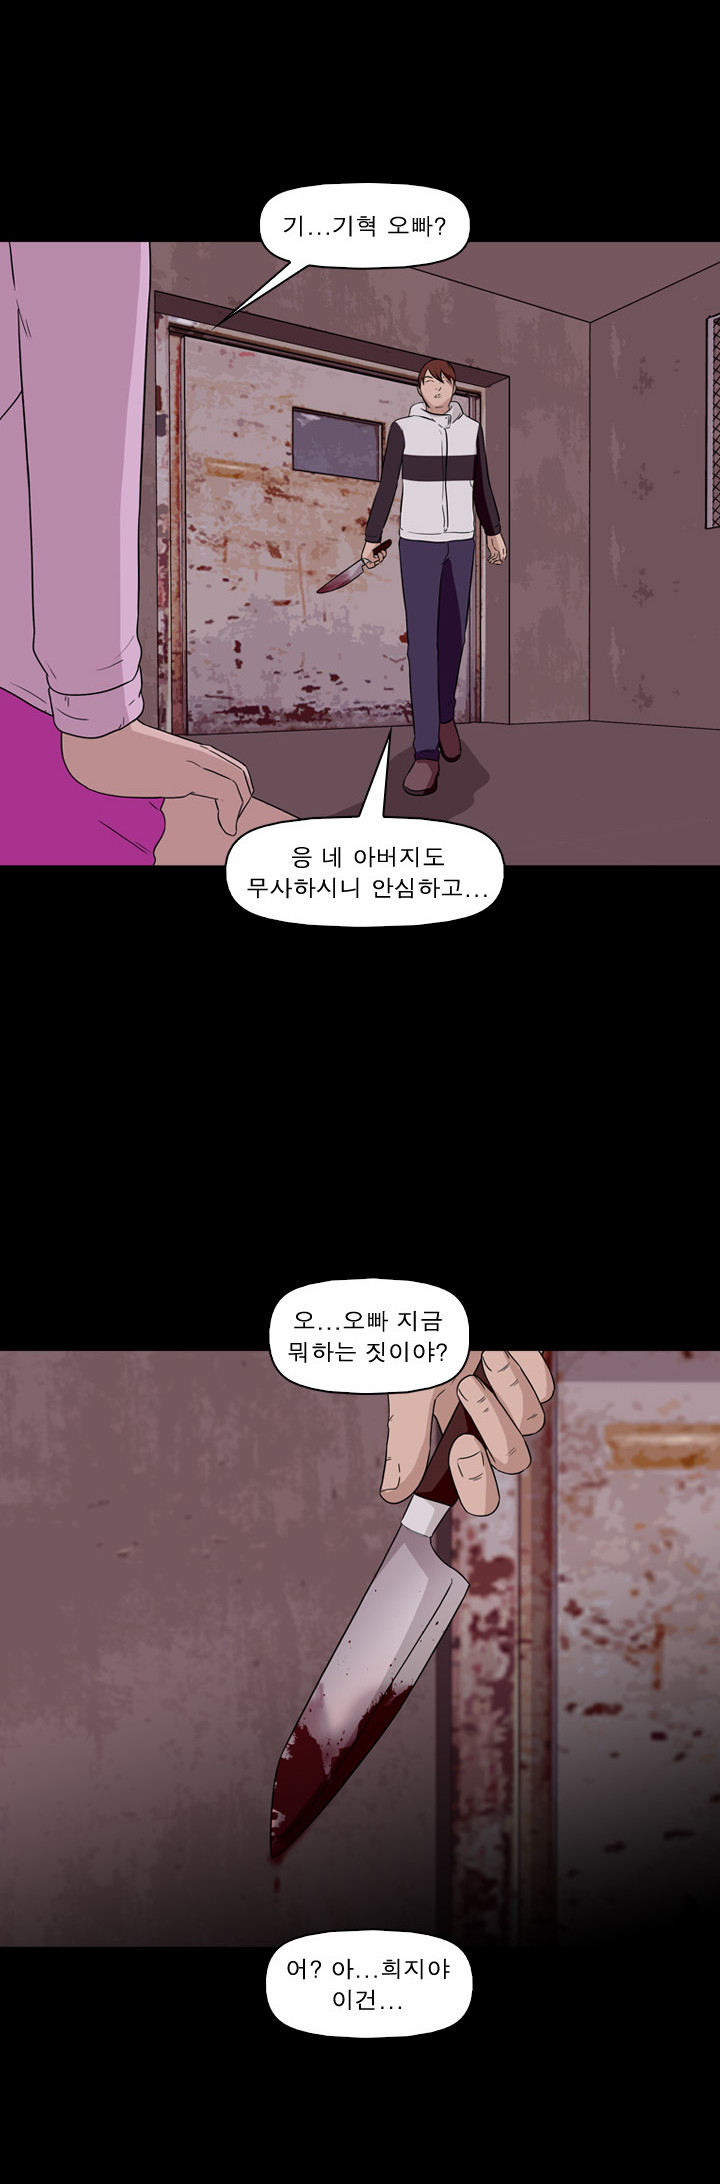 기...기혁 오빠?
응 네 아버지도
무사하시니 안심하고...
오...오빠 지금
뭐하는 짓이야?
어? 아...희지야
이건...